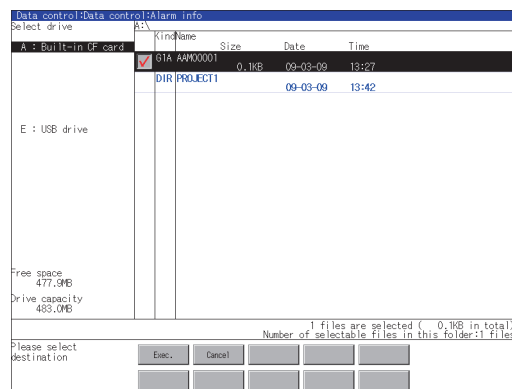 Data control:Data control:Alarm info
Select drive
A:\
Kind Name
Size Date Time
A : Built-in CF card
G1A AAM00001
0.1KB 09-03-09 13:27
DIR PROJECT1
09-03-09 13:42
E : USB drive
Free space
477.9MB
Drive capacity
483.0MB
1 files are selected ( 0.1KB in total)
Number of selectable files in this folder:1 files
Please select
destination
Exec. Cancel